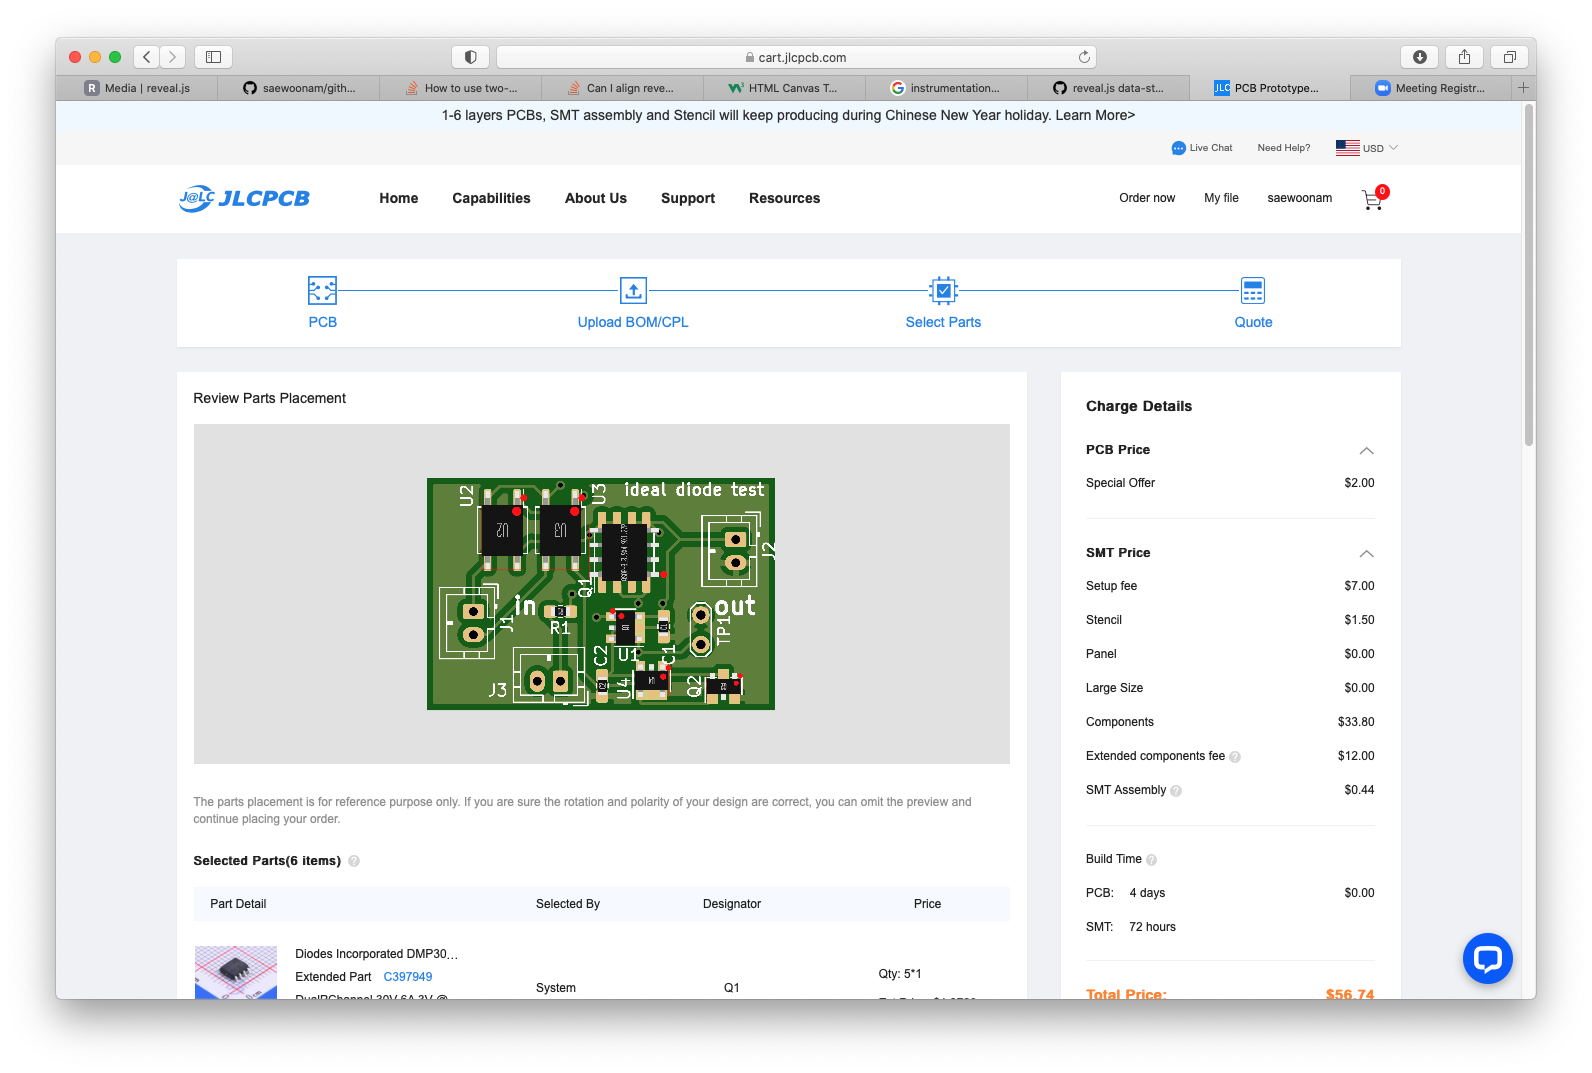 cart.jlcpcb.com
R Media | reveal.js
saewoonam/gith...
How to use two-...
Can I align reve...
HTML Canvas T...
instrumentation...
reveal.js data-st...
JLC PCB Prototype...
Meeting Registr...
1-6 layers PCBs, SMT assembly and Stencil will keep producing during Chinese New Year holiday. Learn More>
Live Chat
Need Help?
USD
J@LC JLCPCB
Home
Capabilities
About Us
Support
Resources
Order now
My file
saewoonam
0
PCB
Upload BOM/CPL
Select Parts
Quote
Review Parts Placement
ideal diode test
U2
U3
U2
U3
J2
Q1
in
out
J1
R1
TP1
U1
C1
C2
J3
U4
Q2
The parts placement is for reference purpose only. If you are sure the rotation and polarity of your design are correct, you can omit the preview and
continue placing your order.
Selected Parts(6 items)
Part Detail
Selected By
Designator
Price
Diodes Incorporated DMP30...
Extended Part C397949
System
Q1
Qty: 5*1
Charge Details
PCB Price
Special Offer $2.00
SMT Price
Setup fee $7.00
Stencil $1.50
Panel $0.00
Large Size $0.00
Components $33.80
Extended components fee $12.00
SMT Assembly $0.44
Build Time
PCB: 4 days $0.00
SMT: 72 hours
Total Price: $56.74